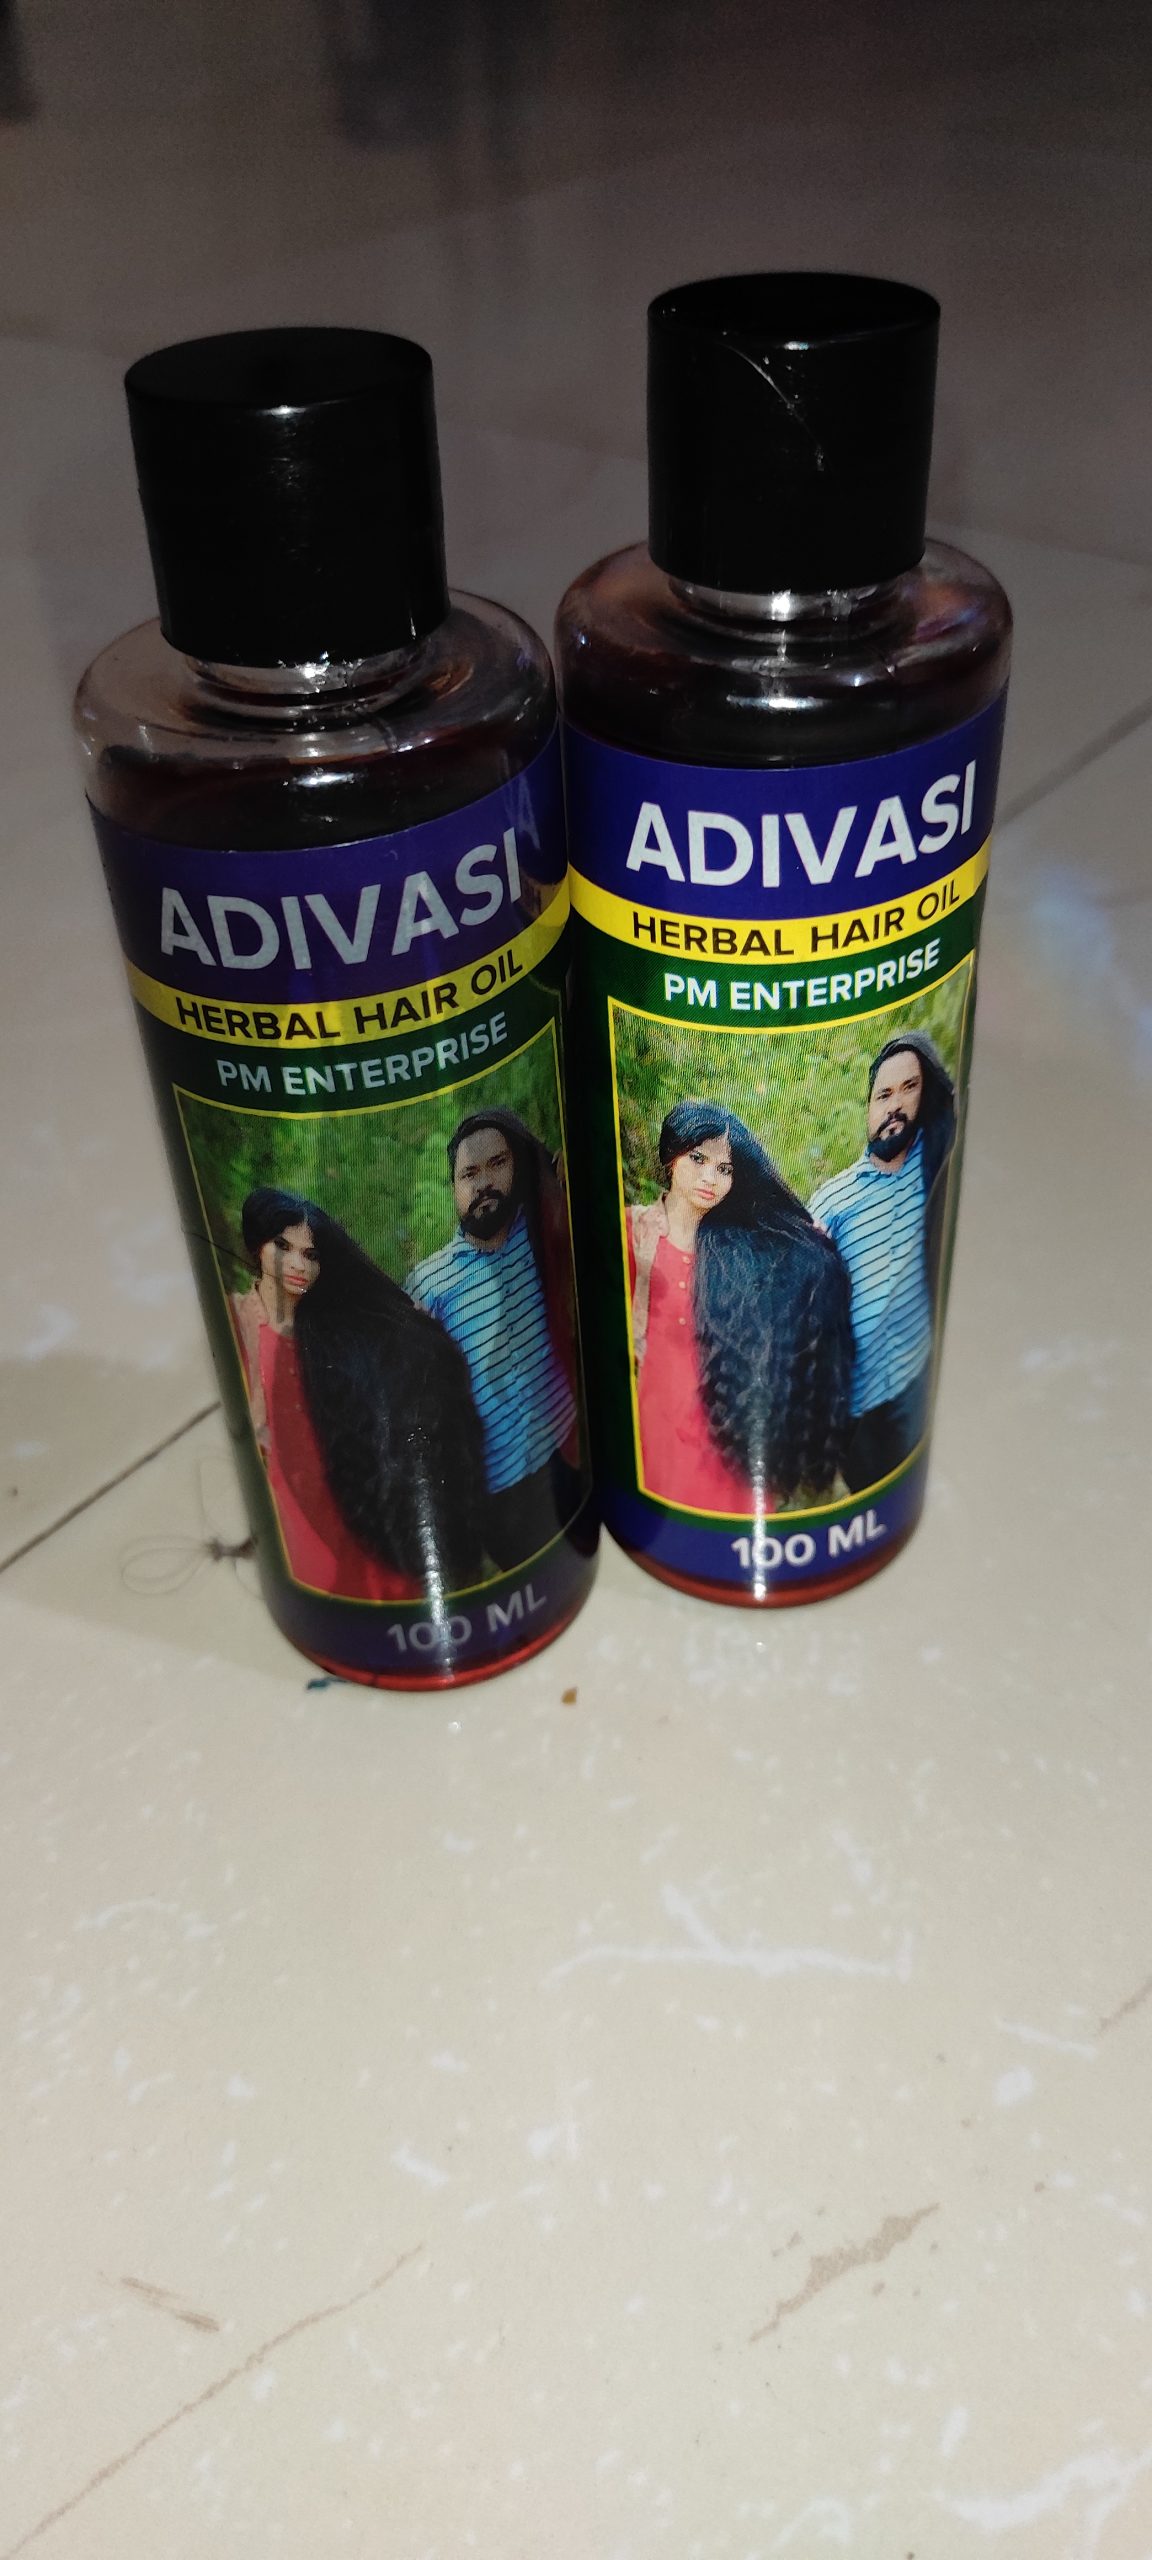 ADIVASI
HERBAL HAIR OIL
PM ENTERPRISE
100 ML
ADIVASI
HERBAL HAIR OIL
PM ENTERPRISE
100 ML